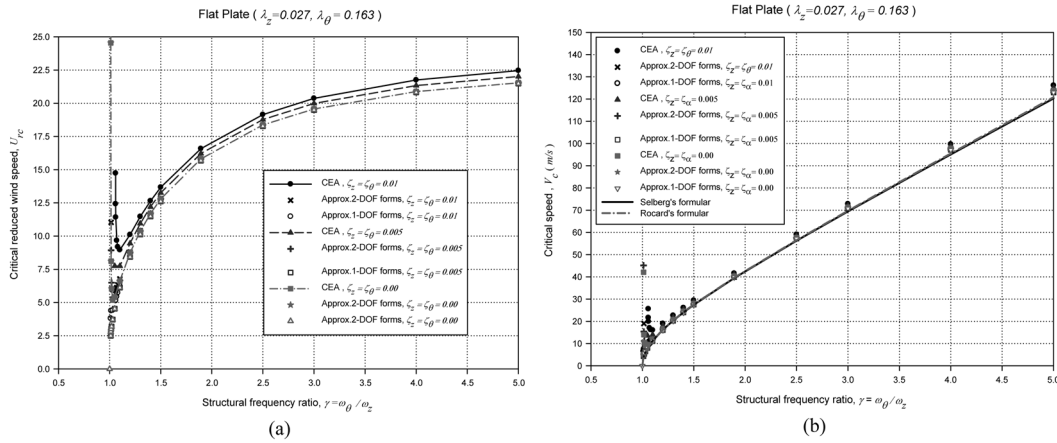 Flat Plate ( λz=0.027, λθ = 0.163)
25.0
22.5
20.0
17.5
15.0
12.5
10.0
7.5
5.0
2.5
0.0
Critical reduced wind speed, Urc
CEA , ζz = ζθ = 0.01
Approx.2-DOF forms, ζz = ζθ = 0.01
Approx.1-DOF forms, ζz = ζθ = 0.01
CEA , ζz = ζθ = 0.005
Approx.2-DOF forms, ζz = ζθ = 0.005
Approx.1-DOF forms, ζz = ζθ = 0.005
CEA , ζz = ζθ = 0.00
Approx.2-DOF forms, ζz = ζθ = 0.00
Approx.1-DOF forms, ζz = ζθ = 0.00
0.5 1.0 1.5 2.0 2.5 3.0 3.5 4.0 4.5 5.0
Structural frequency ratio, γ = ωθ / ωz
(a)
Flat Plate ( λz=0.027, λθ = 0.163)
150
140
130
120
110
100
90
80
70
60
50
40
30
20
10
0
Critical speed , Vc ( m/s )
CEA , ζz = ζθ = 0.01
Approx.2-DOF forms, ζz = ζθ = 0.01
Approx.1-DOF forms, ζz = ζα = 0.01
CEA , ζz = ζα = 0.005
Approx.2-DOF forms, ζz = ζα = 0.005
Approx.1-DOF forms, ζz = ζα = 0.005
CEA , ζz = ζα = 0.00
Approx.2-DOF forms, ζz = ζα = 0.00
Approx.1-DOF forms, ζz = ζα = 0.00
Selberg's formular
Rocard's formular
0.5 1.0 1.5 2.0 2.5 3.0 3.5 4.0 4.5 5.0
Structural frequency ratio, γ = ωθ / ωz
(b)